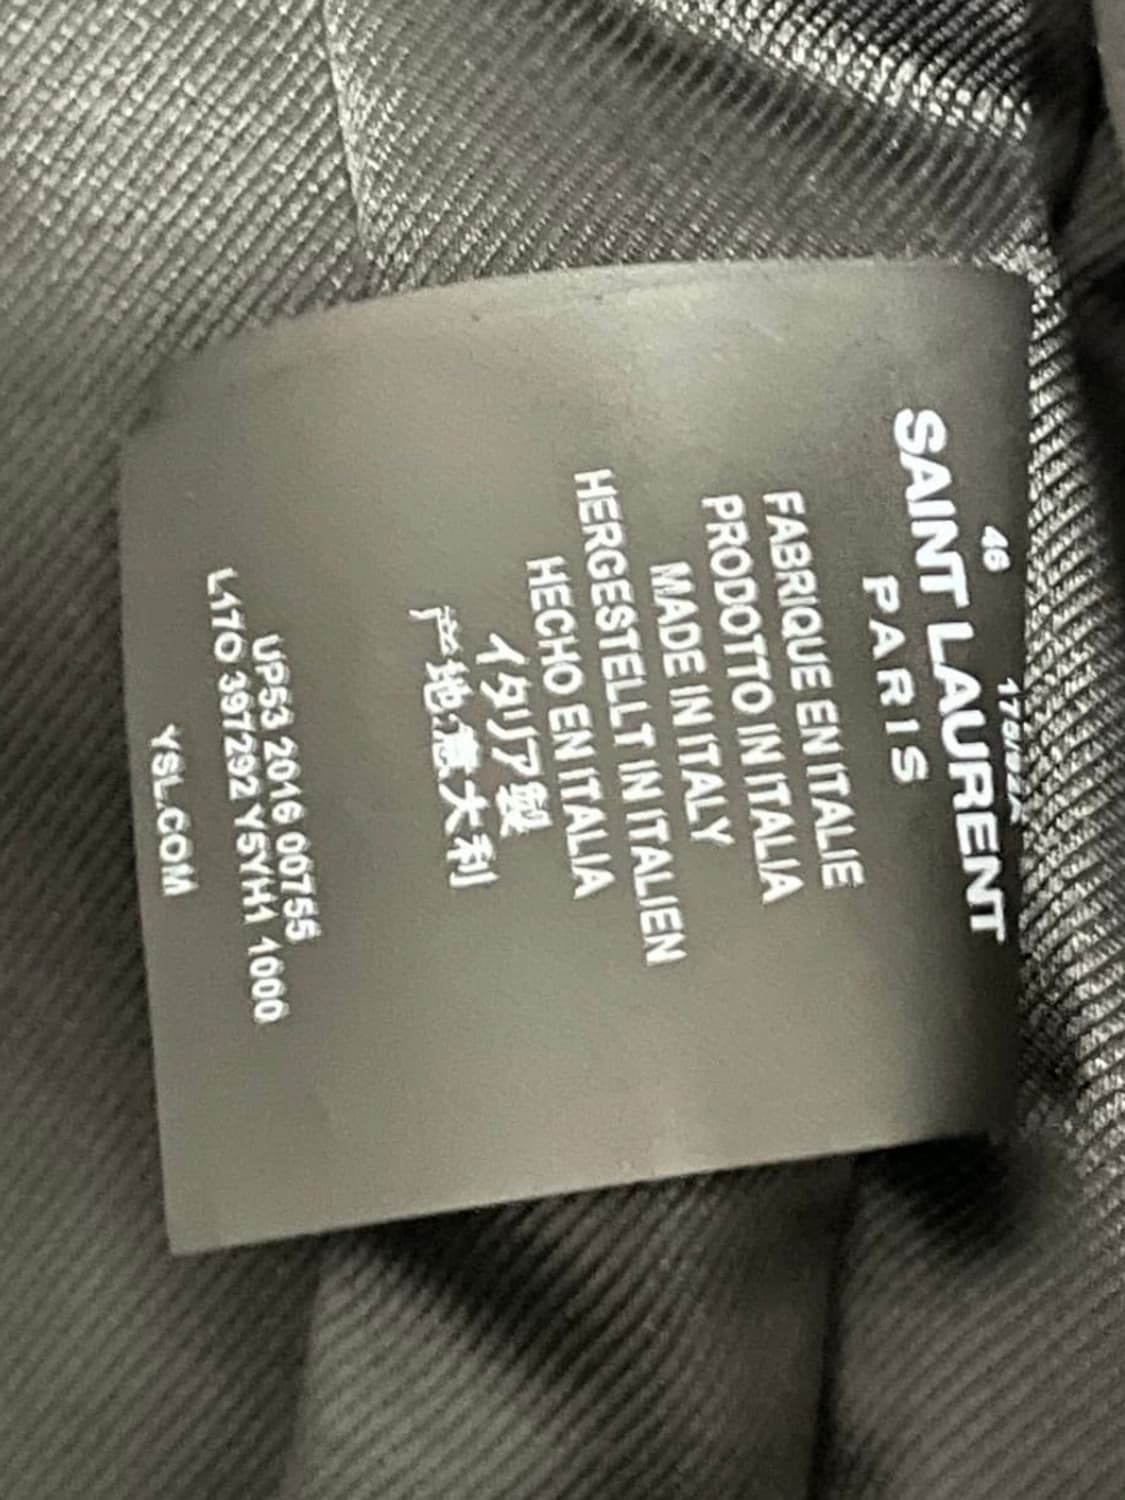 46
SAINT LAURENT
PARIS
FABRIQUE EN ITALIE
PRODOTTO IN ITALIA
MADE IN ITALY
HERGESTELLT IN ITALIEN
HECHO EN ITALIA
イタリア製
产地意大利
UP53 2016 00755
L170 397292 Y5YH1 1000
YSL.COM